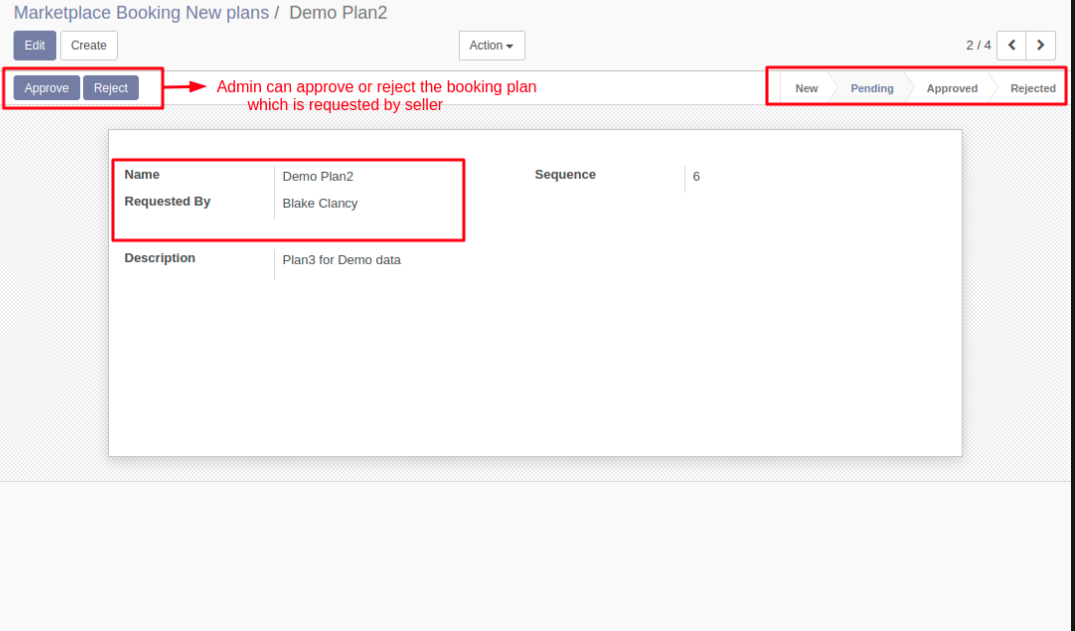 Marketplace Booking New plans / Demo Plan2
Edit Create Action 2 / 4
Approve Reject Admin can approve or reject the booking plan New Pending Approved Rejected
which is requested by seller
Name Demo Plan2 Sequence 6
Requested By Blake Clancy
Description Plan3 for Demo data